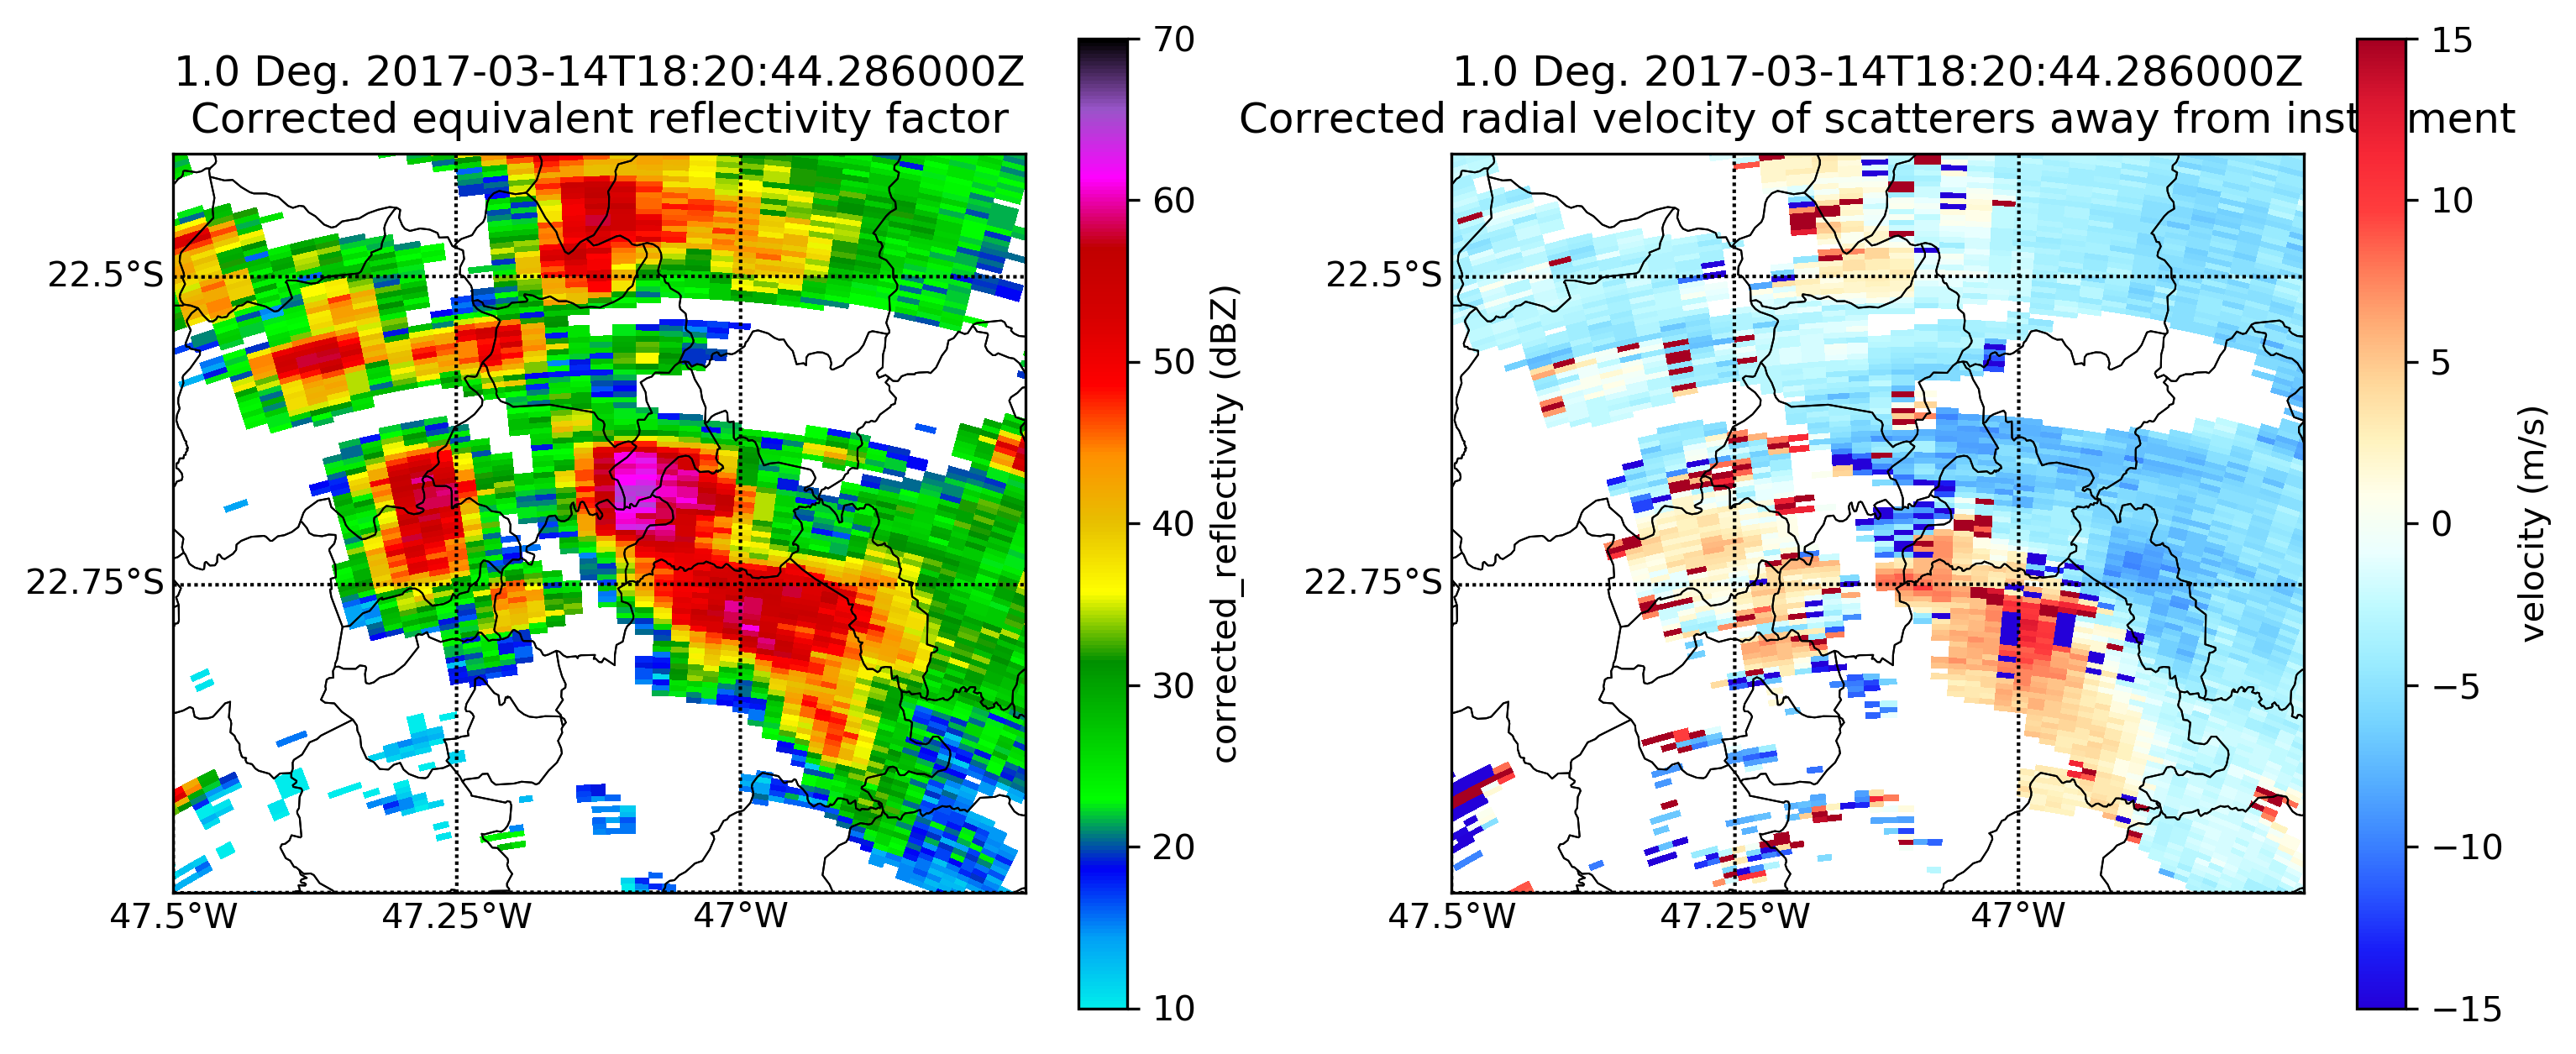 1.0 Deg. 2017-03-14T18:20:44.286000Z
Corrected equivalent reflectivity factor
22.5°S
22.75°S
47.5°W
47.25°W
47°W
70
60
50
40
30
20
10
corrected_reflectivity (dBZ)
1.0 Deg. 2017-03-14T18:20:44.286000Z
Corrected radial velocity of scatterers away from inst ment
22.5°S
22.75°S
47.5°W
47.25°W
47°W
15
10
5
0
−5
−10
−15
velocity (m/s)